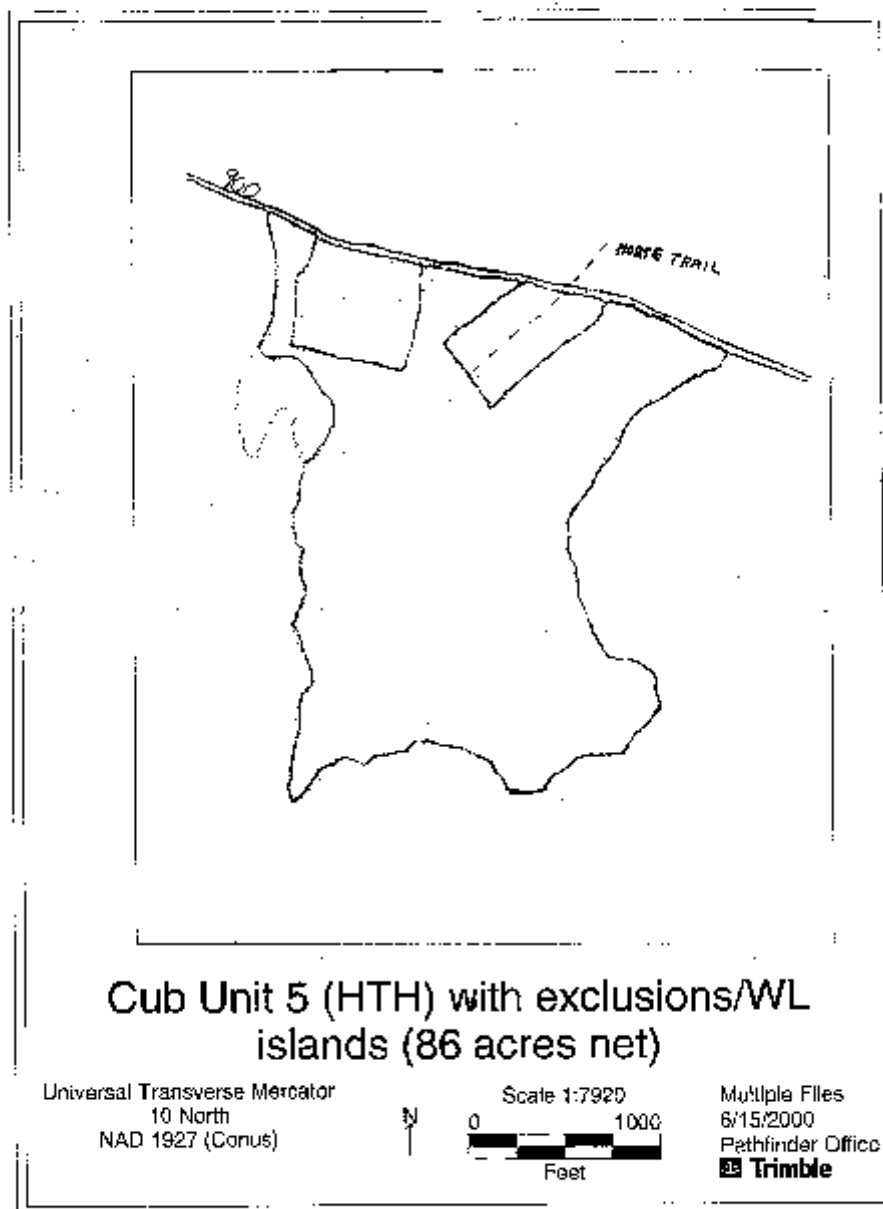 HORSE TRAIL
Cub Unit 5 (HTH) with exclusions/WL
islands (86 acres net)
Universal Transverse Mercator
10 North
NAD 1927 (Conus)
N
Scale 1:7920
0 1000
Feet
Multiple Files
6/15/2000
Pathfinder Office
Trimble